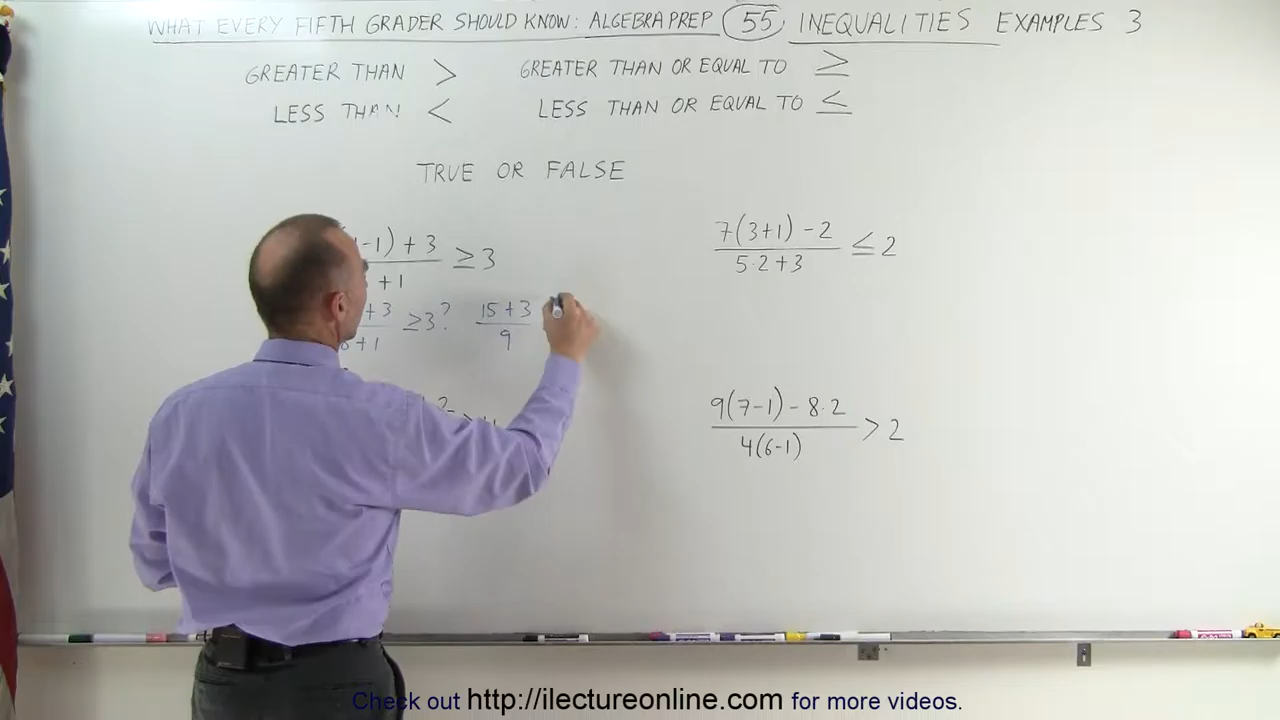 WHAT EVERY FIFTH GRADER SHOULD KNOW: ALGEBRA PREP 55 INEQUALITIES EXAMPLES 3
GREATER THAN > GREATER THAN OR EQUAL TO ≥
LESS THAN < LESS THAN OR EQUAL TO ≤
TRUE OR FALSE
-1) + 3
+1
≥ 3
+ 3
+ 1
≥3?
15 + 3
9
7(3+1) - 2
5·2+3
≤ 2
9(7-1) - 8·2
4(6-1)
> 2
Check out http://ilectureonline.com for more videos.